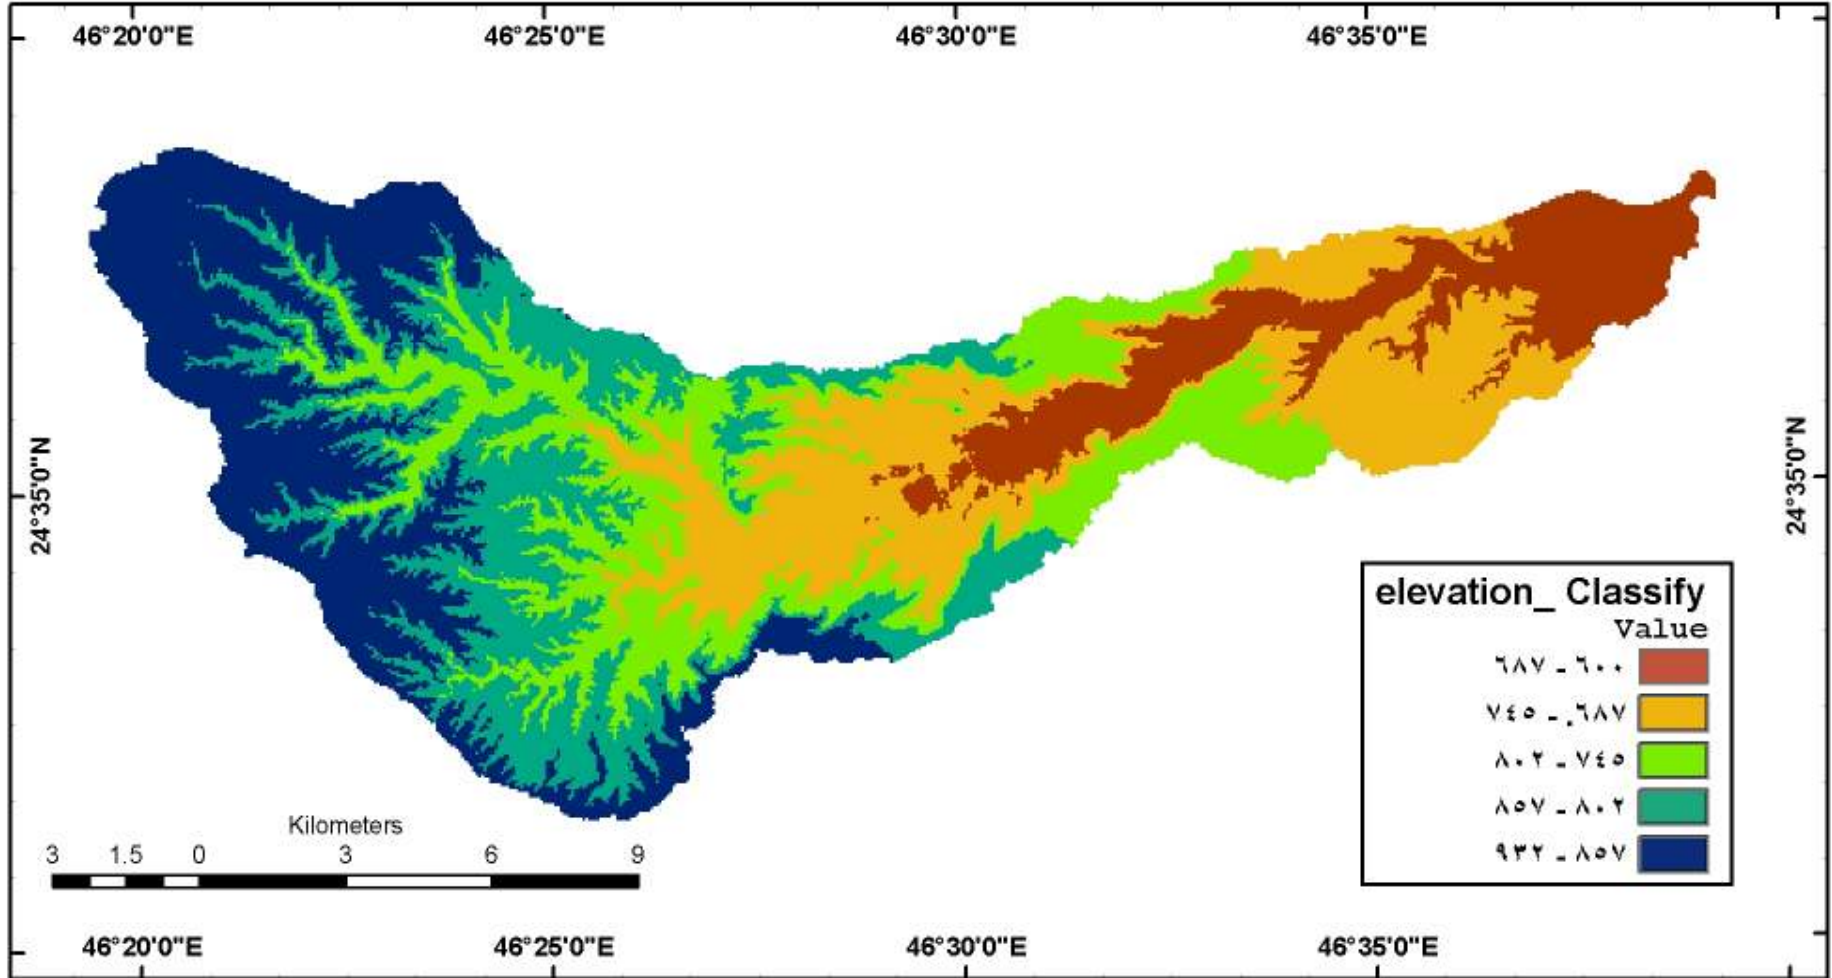 46°20'0"E 46°25'0"E 46°30'0"E 46°35'0"E
24°35'0"N
24°35'0"N
elevation_ Classify
Value
٦٠٠ - ٦٨٧
٦٨٧. - ٧٤٥
٧٤٥ - ٨٠٢
٨٠٢ - ٨٥٧
٨٥٧ - ٩٣٢
Kilometers
3 1.5 0 3 6 9
46°20'0"E 46°25'0"E 46°30'0"E 46°35'0"E